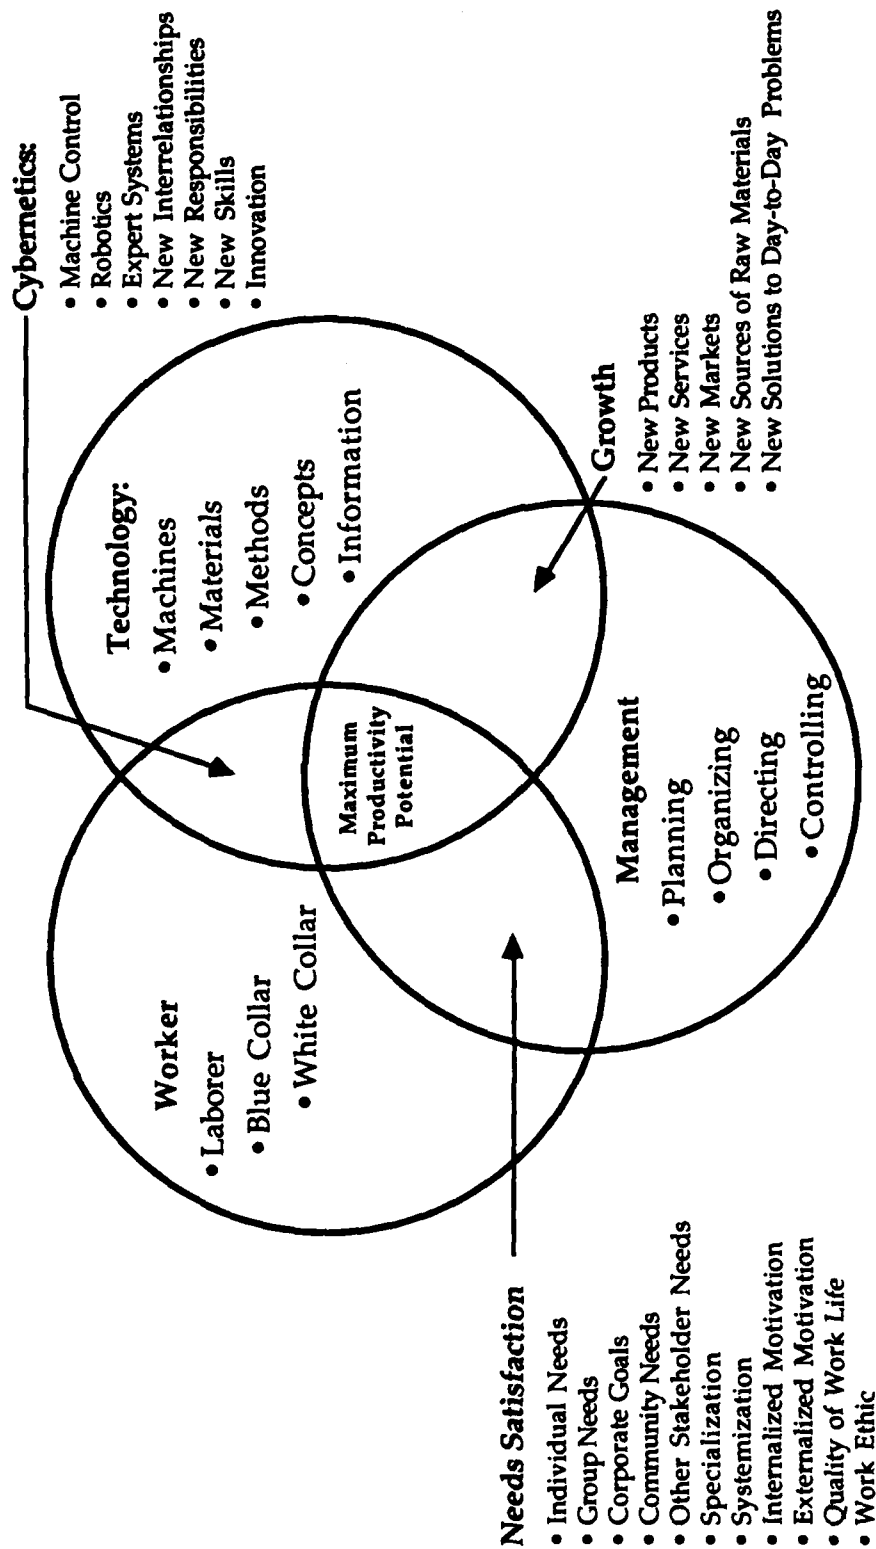 Cybernetics:
• Machine Control
• Robotics
• Expert Systems
• New Interrelationships
• New Responsibilities
• New Skills
• Innovation
Worker
• Laborer
• Blue Collar
• White Collar
Technology:
• Machines
• Materials
• Methods
• Concepts
• Information
Maximum
Productivity
Potential
Needs Satisfaction
• Individual Needs
• Group Needs
• Corporate Goals
• Community Needs
• Other Stakeholder Needs
• Specialization
• Systemization
• Internalized Motivation
• Externalized Motivation
• Quality of Work Life
• Work Ethic
Management
• Planning
• Organizing
• Directing
• Controlling
Growth
• New Products
• New Services
• New Markets
• New Sources of Raw Materials
• New Solutions to Day-to-Day Problems